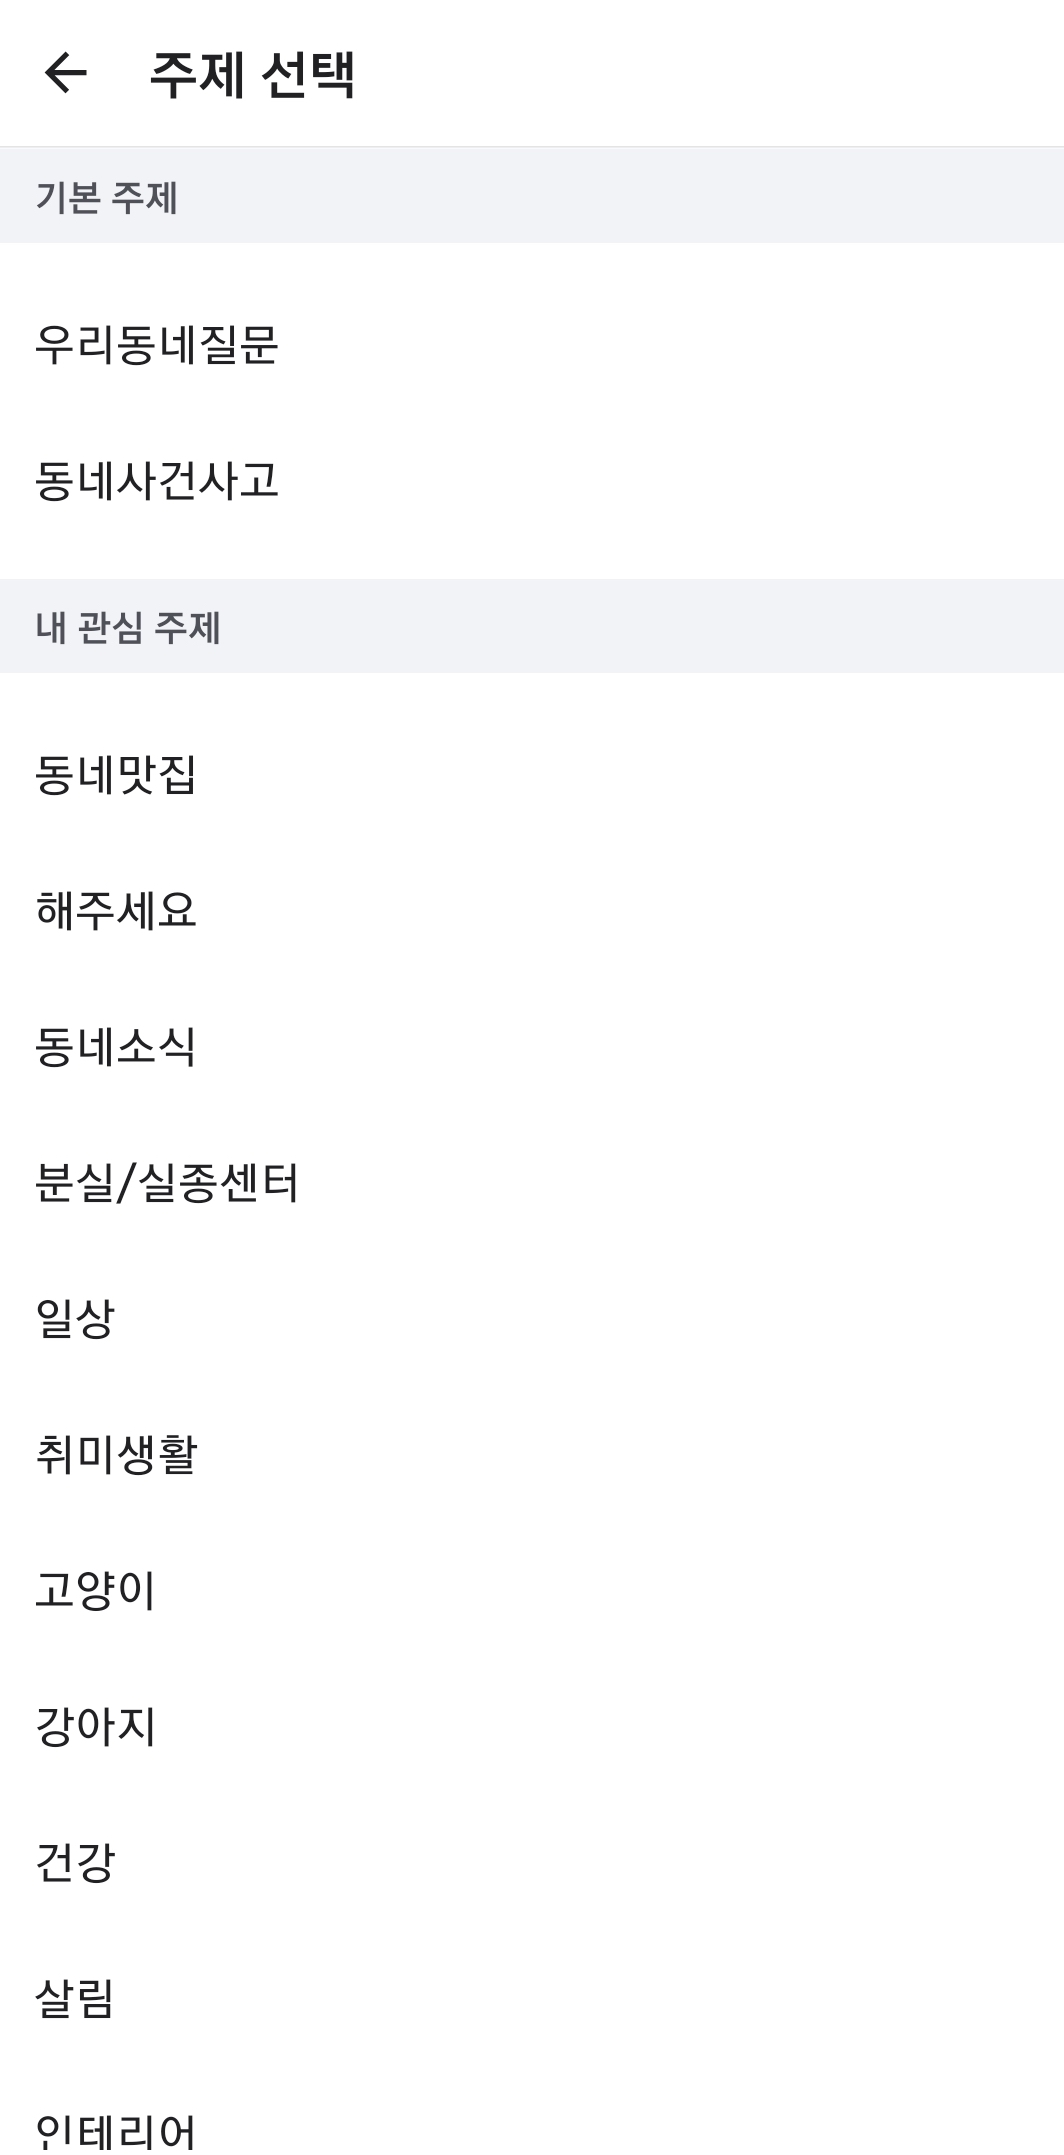 주제 선택
기본 주제
우리동네질문
동네사건사고
내 관심 주제
동네맛집
해주세요
동네소식
분실/실종센터
일상
취미생활
고양이
강아지
건강
살림
인테리어